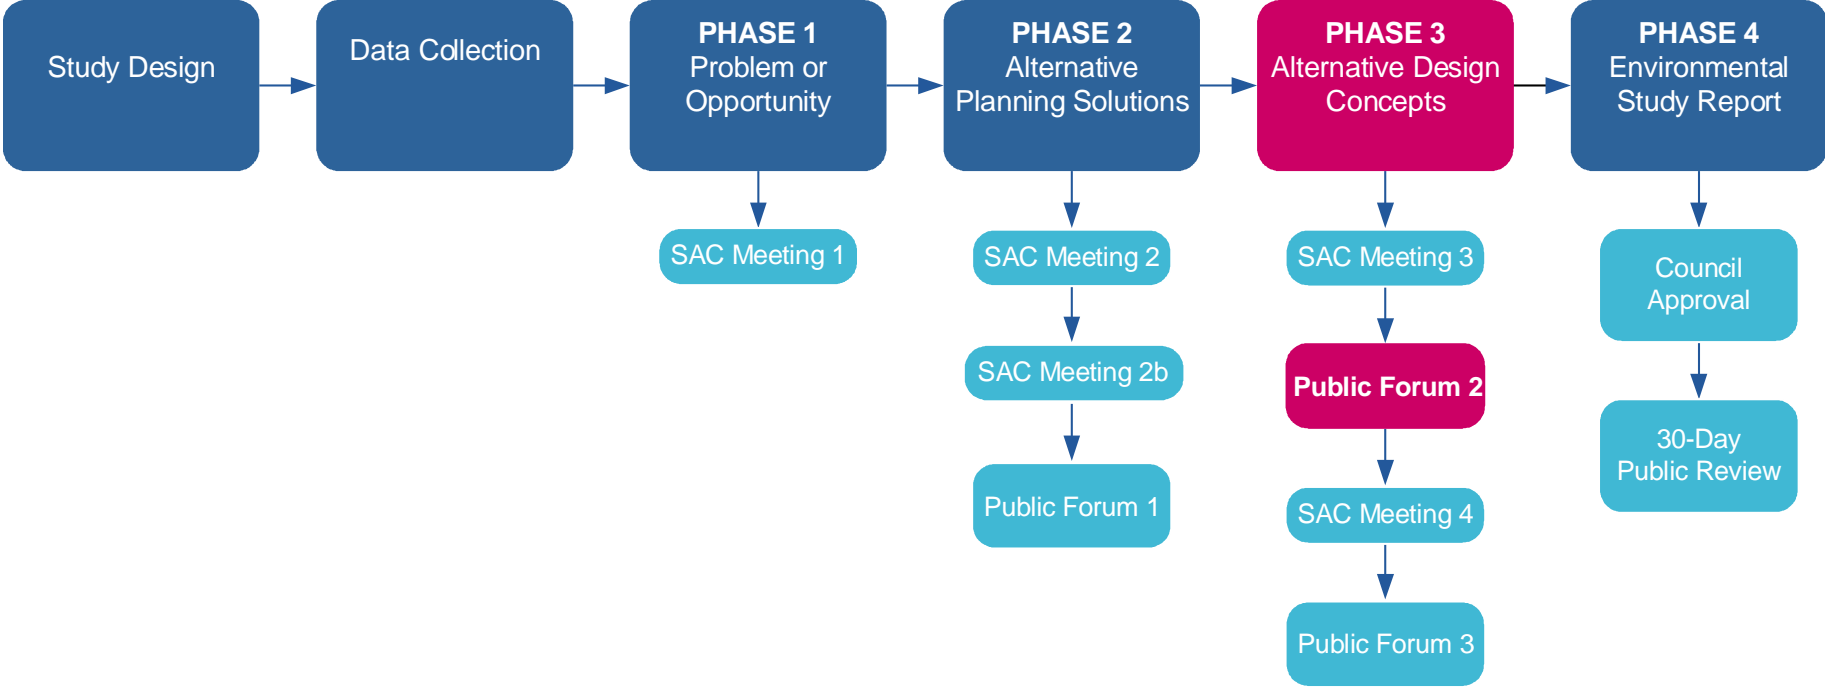 Study Design
Data Collection
PHASE 1
Problem or
Opportunity
PHASE 2
Alternative
Planning Solutions
PHASE 3
Alternative Design
Concepts
PHASE 4
Environmental
Study Report
SAC Meeting 1
SAC Meeting 2
SAC Meeting 2b
Public Forum 1
SAC Meeting 3
Public Forum 2
SAC Meeting 4
Public Forum 3
Council
Approval
30-Day
Public Review